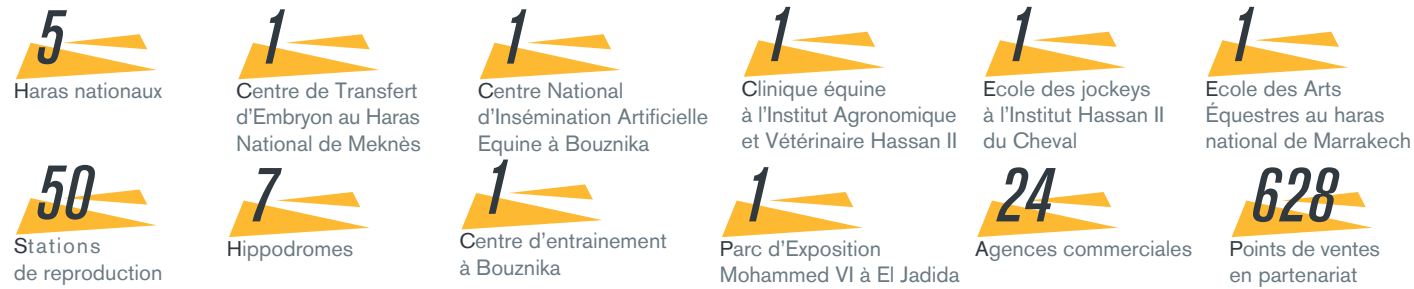 5
Haras nationaux
1
Centre de Transfert
d'Embryon au Haras
National de Meknès
1
Centre National
d'Insémination Artificielle
Equine à Bouznika
1
Clinique équine
à l'Institut Agronomique
et Vétérinaire Hassan II
1
Ecole des jockeys
à l'Institut Hassan II
du Cheval
1
Ecole des Arts
Équestres au haras
national de Marrakech
50
Stations
de reproduction
7
Hippodromes
1
Centre d'entrainement
à Bouznika
1
Parc d'Exposition
Mohammed VI à El Jadida
24
Agences commerciales
628
Points de ventes
en partenariat